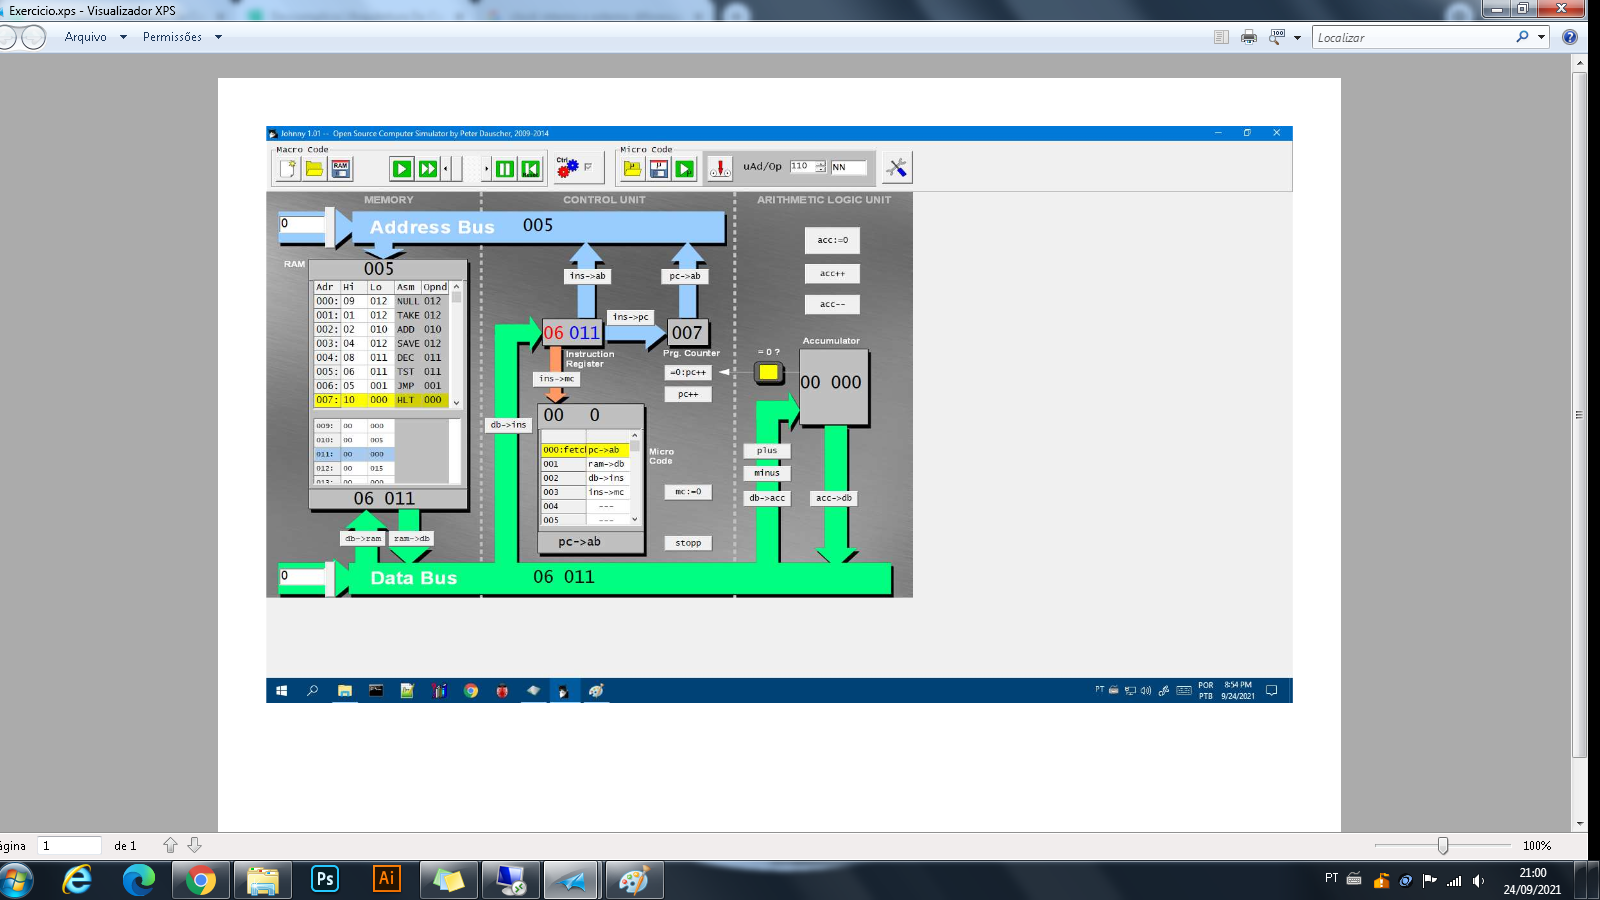 Exercicio.xps - Visualizador XPS
Arquivo Permissões
Localizar
Johnny 1.01 -- Open Source Computer Simulator by Peter Dauscher, 2009-2014
Macro Code
Micro Code
RAM
Ctrl
uAd/Op 110 NN
MEMORY CONTROL UNIT ARITHMETIC LOGIC UNIT
0 Address Bus 005
acc:=0
RAM 005
acc++
ins->ab pc->ab
Adr Hi Lo Asm Opnd
000: 09 012 NULL 012
001: 01 012 TAKE 012
002: 02 010 ADD 010
003: 04 012 SAVE 012
004: 08 011 DEC 011
005: 06 011 TST 011
006: 05 001 JMP 001
007: 10 000 HLT 000
acc--
ins->pc
06 011 007
Instruction Register
Prg. Counter
= 0 ?
Accumulator
00 000
ins->mc
=0:pc++
pc++
009: 00 000
010: 00 005
011: 00 000
012: 00 015
013: 00 000
06 011
db->ins
00 0
000:fetch pc->ab
001 ram->db
002 db->ins
003 ins->mc
004 ---
005 ---
pc->ab
Micro Code
mc:=0
stopp
plus
minus
db->acc acc->db
db->ram ram->db
0 Data Bus 06 011
PT POR PTB 8:54 PM 9/24/2021
ágina 1 de 1 100%
Ps Ai
PT 21:00
24/09/2021